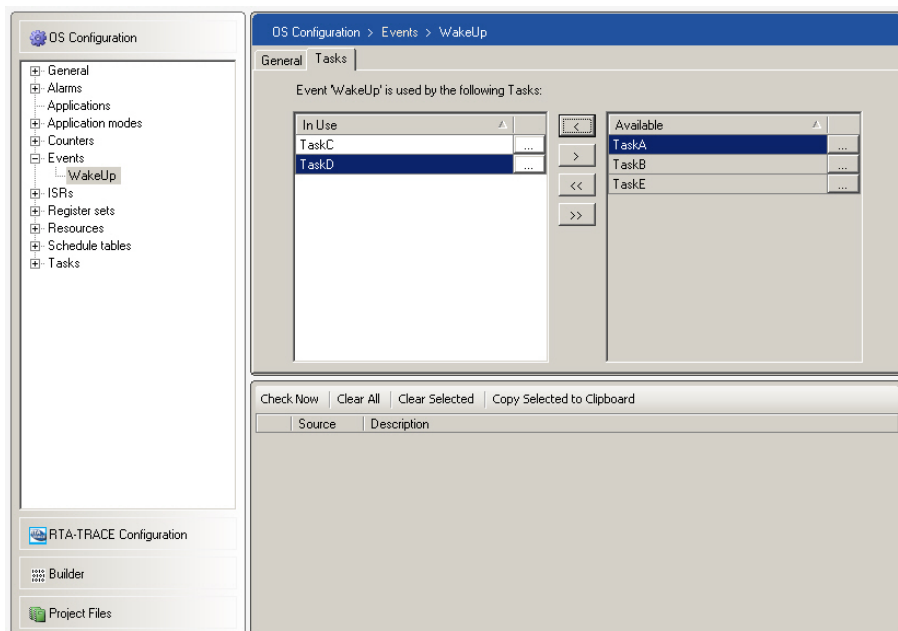 OS Configuration
General
Alarms
Applications
Application modes
Counters
Events
WakeUp
ISRs
Register sets
Resources
Schedule tables
Tasks
RTA-TRACE Configuration
Builder
Project Files
OS Configuration > Events > WakeUp
General Tasks
Event 'WakeUp' is used by the following Tasks:
In Use
TaskC ...
TaskD ...
<
>
<<
>>
Available
TaskA ...
TaskB ...
TaskE ...
Check Now Clear All Clear Selected Copy Selected to Clipboard
Source Description